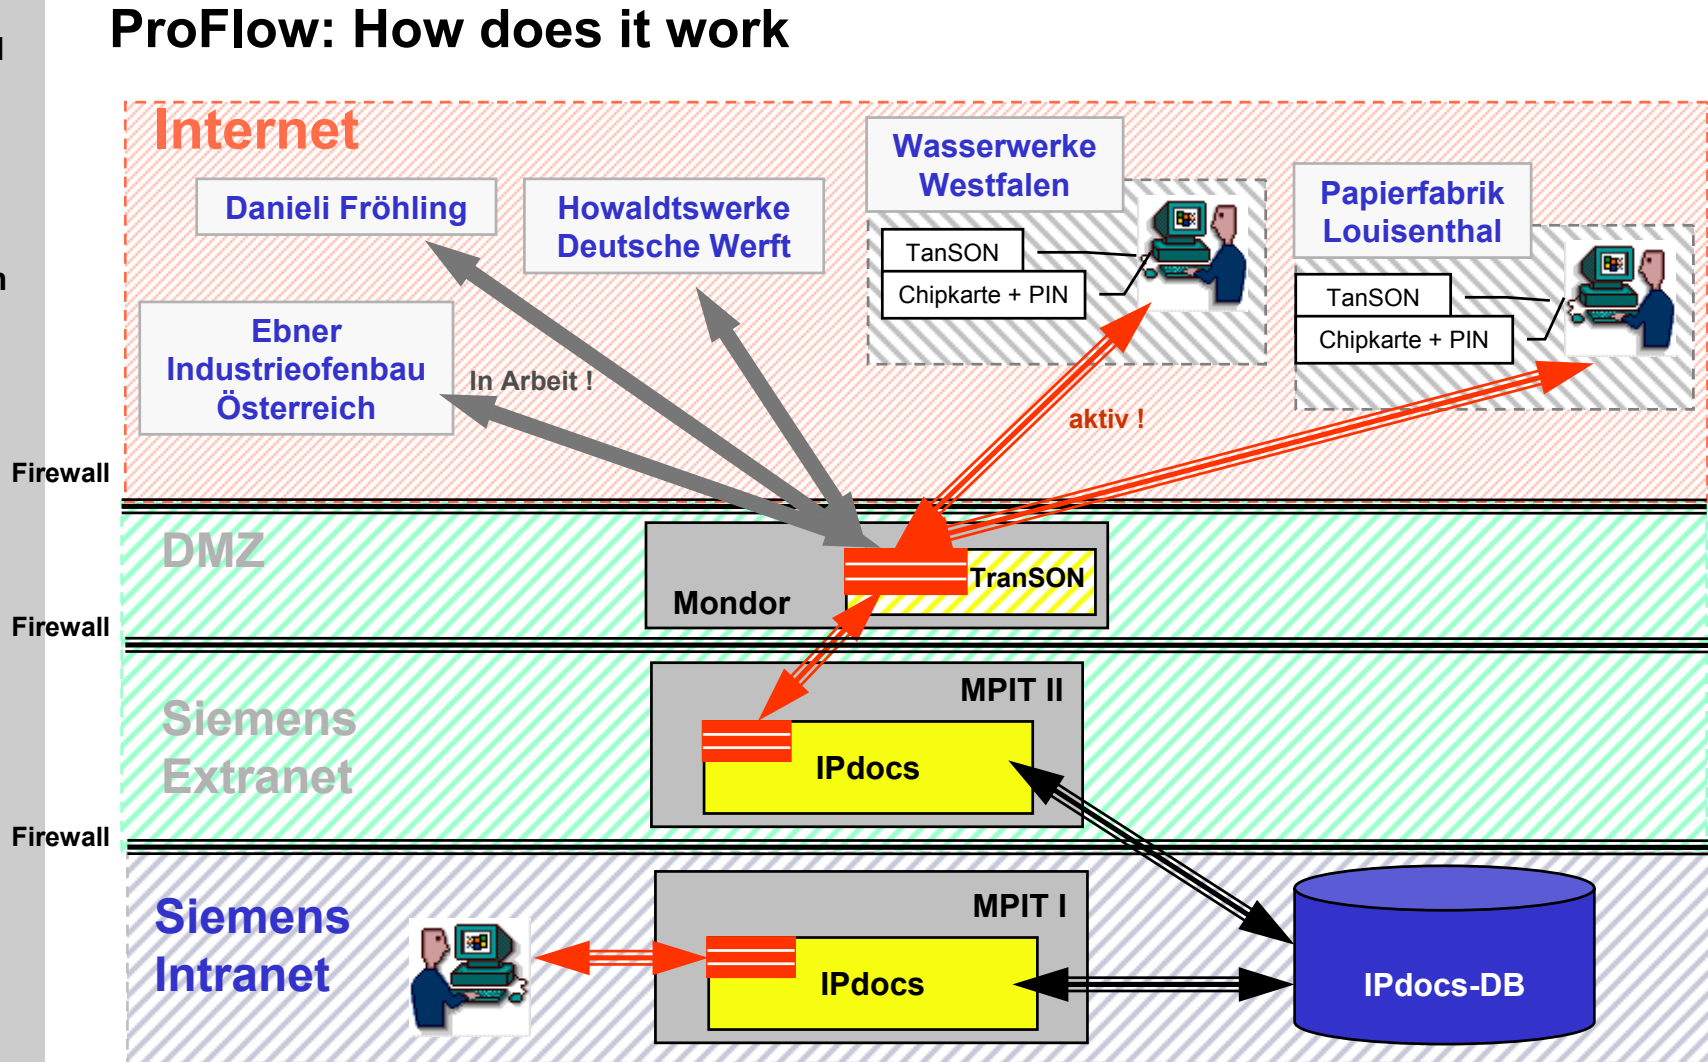 ProFlow: How does it work
Internet
Danieli Fröhling
Howaldtswerke
Deutsche Werft
Wasserwerke
Westfalen
TanSON
Chipkarte + PIN
Papierfabrik
Louisenthal
TanSON
Chipkarte + PIN
Ebner
Industrieofenbau
Österreich
In Arbeit !
aktiv !
Firewall
DMZ
Mondor
TranSON
Firewall
Siemens
Extranet
MPIT II
IPdocs
Firewall
Siemens
Intranet
MPIT I
IPdocs
IPdocs-DB